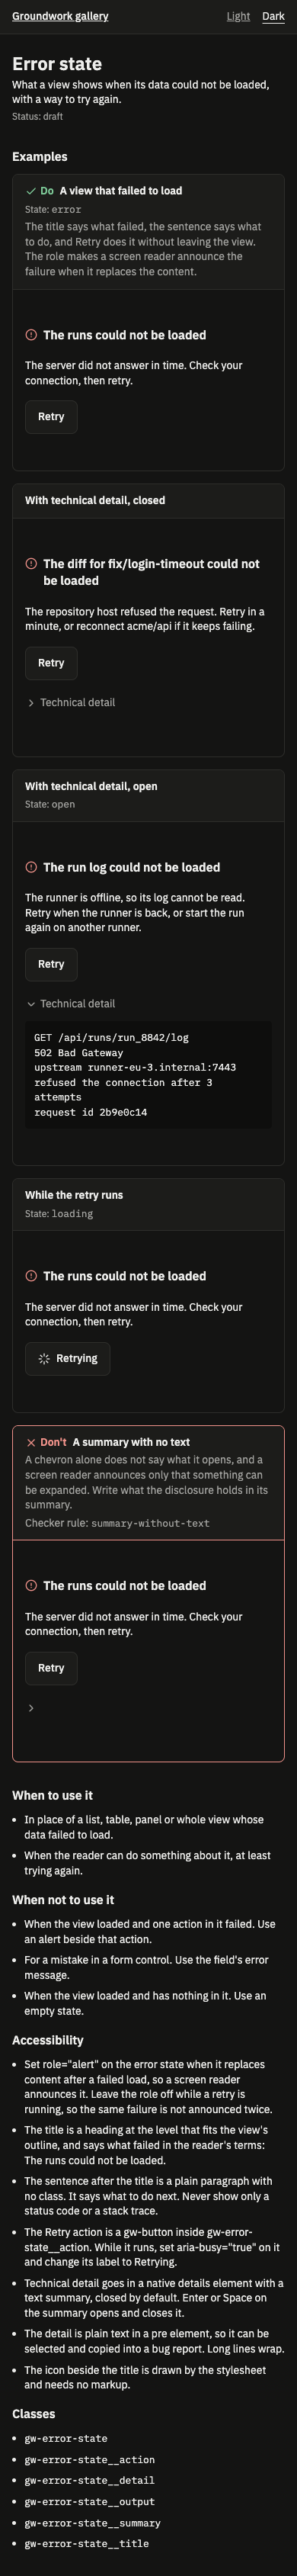 Groundwork gallery Light Dark
Error state
What a view shows when its data could not be loaded,
with a way to try again.
Status: draft
Examples
Do A view that failed to load
State: error
The title says what failed, the sentence says what
to do, and Retry does it without leaving the view.
The role makes a screen reader announce the
failure when it replaces the content.
The runs could not be loaded
The server did not answer in time. Check your
connection, then retry.
Retry
With technical detail, closed
The diff for fix/login-timeout could not
be loaded
The repository host refused the request. Retry in a
minute, or reconnect acme/api if it keeps failing.
Retry
Technical detail
With technical detail, open
State: open
The run log could not be loaded
The runner is offline, so its log cannot be read.
Retry when the runner is back, or start the run
again on another runner.
Retry
Technical detail
GET /api/runs/run_8842/log
502 Bad Gateway
upstream runner-eu-3.internal:7443
refused the connection after 3
attempts
request id 2b9e0c14
While the retry runs
State: loading
The runs could not be loaded
The server did not answer in time. Check your
connection, then retry.
Retrying
Don't A summary with no text
A chevron alone does not say what it opens, and a
screen reader announces only that something can
be expanded. Write what the disclosure holds in its
summary.
Checker rule: summary-without-text
The runs could not be loaded
The server did not answer in time. Check your
connection, then retry.
Retry
When to use it
• In place of a list, table, panel or whole view whose
data failed to load.
• When the reader can do something about it, at least
trying again.
When not to use it
• When the view loaded and one action in it failed. Use
an alert beside that action.
• For a mistake in a form control. Use the field's error
message.
• When the view loaded and has nothing in it. Use an
empty state.
Accessibility
• Set role="alert" on the error state when it replaces
content after a failed load, so a screen reader
announces it. Leave the role off while a retry is
running, so the same failure is not announced twice.
• The title is a heading at the level that fits the view's
outline, and says what failed in the reader's terms:
The runs could not be loaded.
• The sentence after the title is a plain paragraph with
no class. It says what to do next. Never show only a
status code or a stack trace.
• The Retry action is a gw-button inside gw-error-
state__action. While it runs, set aria-busy="true" on it
and change its label to Retrying.
• Technical detail goes in a native details element with a
text summary, closed by default. Enter or Space on
the summary opens and closes it.
• The detail is plain text in a pre element, so it can be
selected and copied into a bug report. Long lines wrap.
• The icon beside the title is drawn by the stylesheet
and needs no markup.
Classes
• gw-error-state
• gw-error-state__action
• gw-error-state__detail
• gw-error-state__output
• gw-error-state__summary
• gw-error-state__title